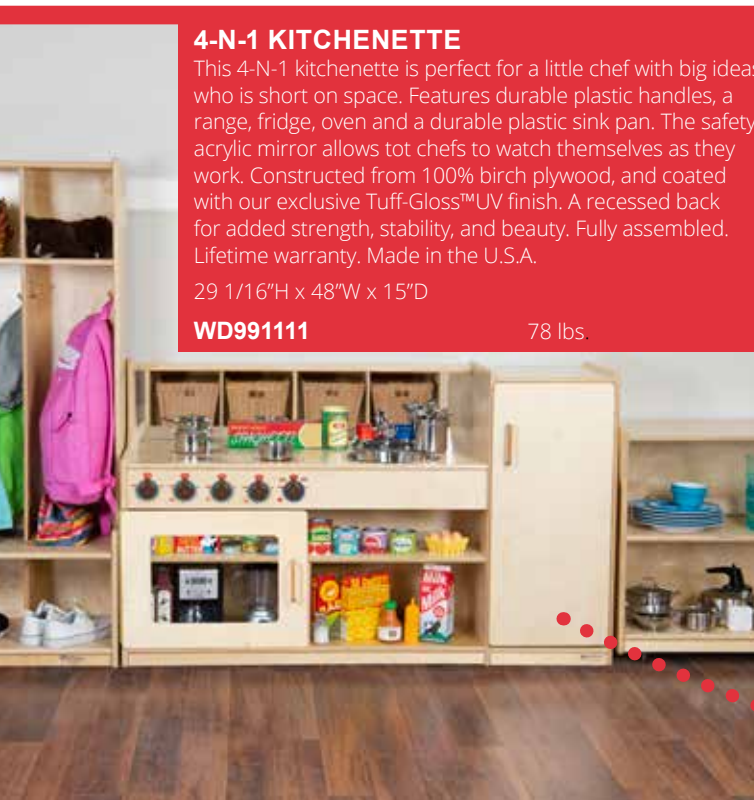 4-N-1 KITCHENETTE
This 4-N-1 kitchenette is perfect for a little chef with big ideas
who is short on space. Features durable plastic handles, a
range, fridge, oven and a durable plastic sink pan. The safety
acrylic mirror allows tot chefs to watch themselves as they
work. Constructed from 100% birch plywood, and coated
with our exclusive Tuff-Gloss™UV finish. A recessed back
for added strength, stability, and beauty. Fully assembled.
Lifetime warranty. Made in the U.S.A.
29 1/16”H x 48”W x 15”D
WD991111 78 lbs.
Milk